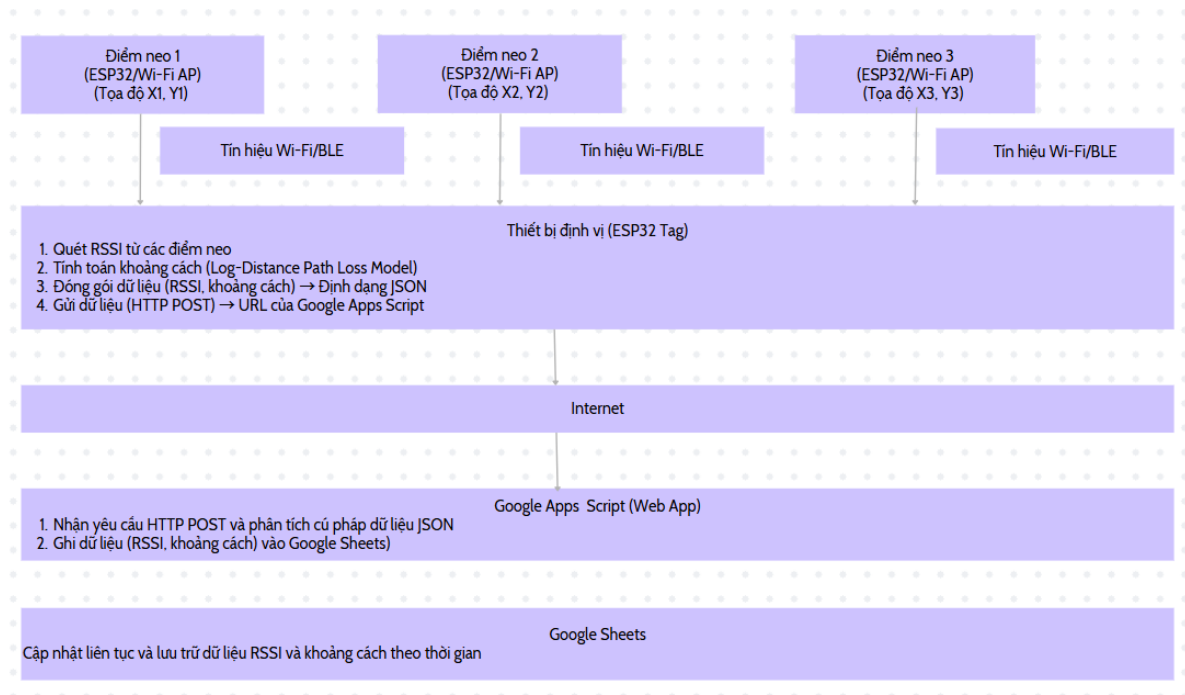 Điểm neo 1
(ESP32/Wi-Fi AP)
(Tọa độ X1, Y1)
Điểm neo 2
(ESP32/Wi-Fi AP)
(Tọa độ X2, Y2)
Điểm neo 3
(ESP32/Wi-Fi AP)
(Tọa độ X3, Y3)
Tín hiệu Wi-Fi/BLE
Tín hiệu Wi-Fi/BLE
Tín hiệu Wi-Fi/BLE
Thiết bị định vị (ESP32 Tag)
1. Quét RSSI từ các điểm neo
2. Tính toán khoảng cách (Log-Distance Path Loss Model)
3. Đóng gói dữ liệu (RSSI, khoảng cách) → Định dạng JSON
4. Gửi dữ liệu (HTTP POST) → URL của Google Apps Script
Internet
Google Apps Script (Web App)
1. Nhận yêu cầu HTTP POST và phân tích cú pháp dữ liệu JSON
2. Ghi dữ liệu (RSSI, khoảng cách) vào Google Sheets)
Google Sheets
Cập nhật liên tục và lưu trữ dữ liệu RSSI và khoảng cách theo thời gian